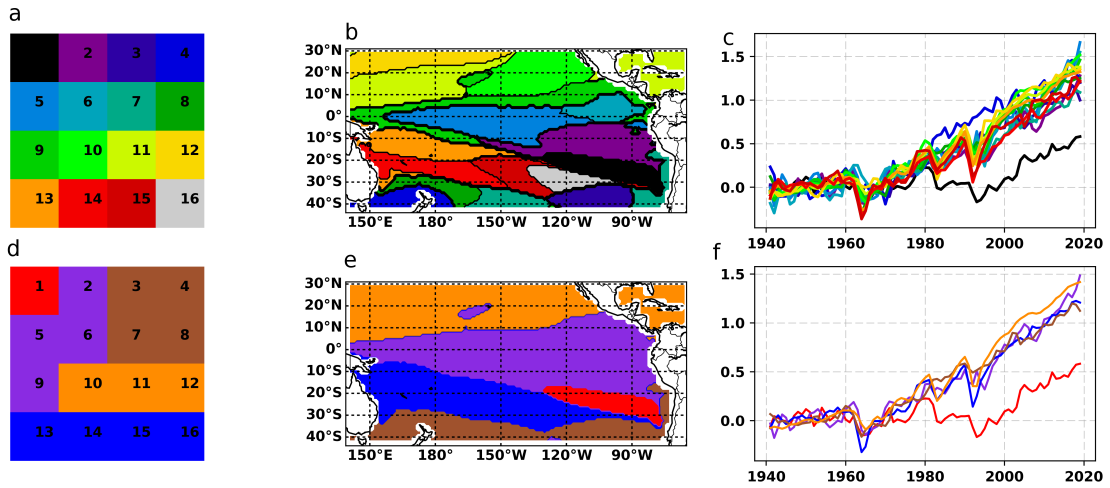 a
2 3 4
5 6 7 8
9 10 11 12
13 14 15 16
b
30°N
20°N
10°N
0°
10°S
20°S
30°S
40°S
150°E 180° 150°W 120°W 90°W
c
1.5
1.0
0.5
0.0
1940 1960 1980 2000 2020
d
1 2 3 4
5 6 7 8
9 10 11 12
13 14 15 16
e
30°N
20°N
10°N
0°
10°S
20°S
30°S
40°S
150°E 180° 150°W 120°W 90°W
f
1.5
1.0
0.5
0.0
1940 1960 1980 2000 2020